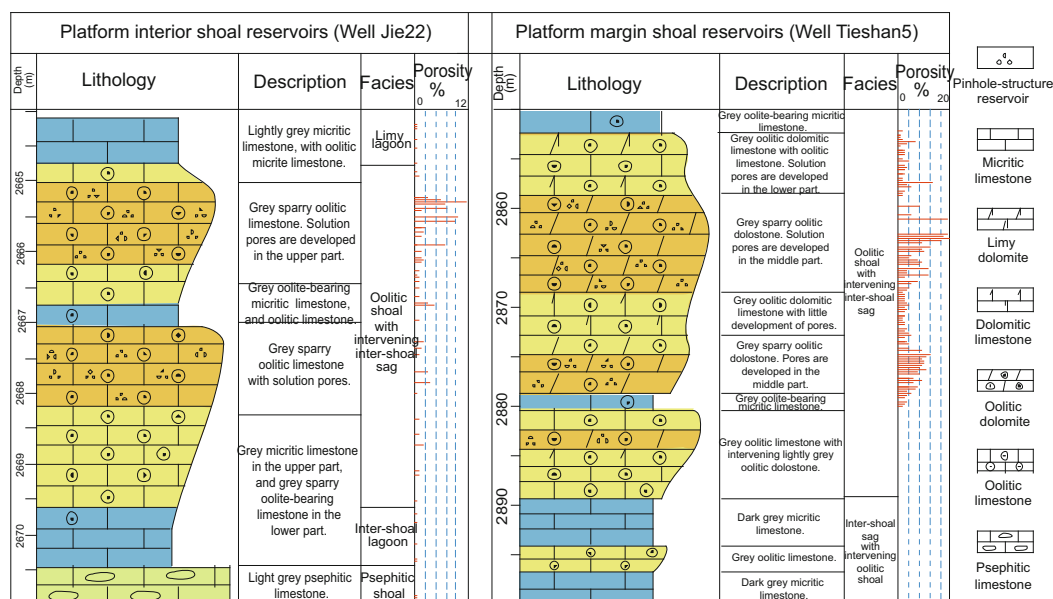 Platform interior shoal reservoirs (Well Jie22)
Depth
(m)
Lithology
Description
Facies
Porosity
%
0
12
2665
2666
2667
2668
2669
2670
Lightly grey micritic
limestone, with oolitic
micrite limestone.
Grey sparry oolitic
limestone. Solution
pores are developed
in the upper part.
Grey oolite-bearing
micritic limestone,
and oolitic limestone.
Grey sparry
oolitic limestone
with solution pores.
Grey micritic limestone
in the upper part,
and grey sparry
oolite-bearing
limestone in the
lower part.
Light grey psephitic
limestone.
Limy
lagoon
Oolitic
shoal
with
intervening
inter-shoal
sag
Inter-shoal
lagoon
Psephitic
shoal
Platform margin shoal reservoirs (Well Tieshan5)
Depth
(m)
Lithology
Description
Facies
Porosity
%
0
20
2860
2870
2880
2890
Grey oolite-bearing micritic
limestone.
Grey oolitic dolomitic
limestone with oolitic
limestone. Solution
pores are developed
in the lower part.
Grey sparry oolitic
dolostone. Solution
pores are developed
in the middle part.
Grey oolitic dolomitic
limestone with little
development of pores.
Grey sparry oolitic
dolostone. Pores are
developed in the
middle part.
Grey oolite-bearing
micritic limestone.
Grey oolitic limestone with
intervening lightly grey
oolitic dolostone.
Dark grey micritic
limestone.
Grey oolitic limestone.
Dark grey micritic
limestone.
Oolitic
shoal
with
intervening
inter-shoal
sag
Inter-shoal
sag
with
intervening
oolitic
shoal
Pinhole-structure
reservoir
Micritic
limestone
Limy
dolomite
Dolomitic
limestone
Oolitic
dolomite
Oolitic
limestone
Psephitic
limestone